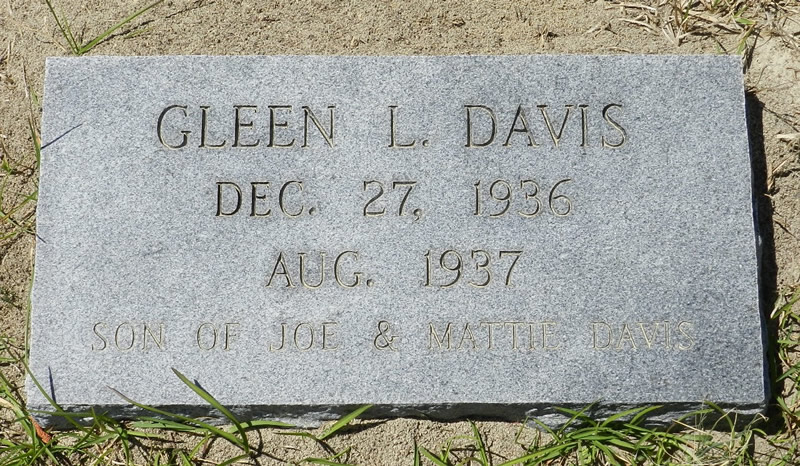 GLEEN L. DAVIS
DEC. 27, 1936
AUG. 1937
SON OF JOE & MATTIE DAVIS